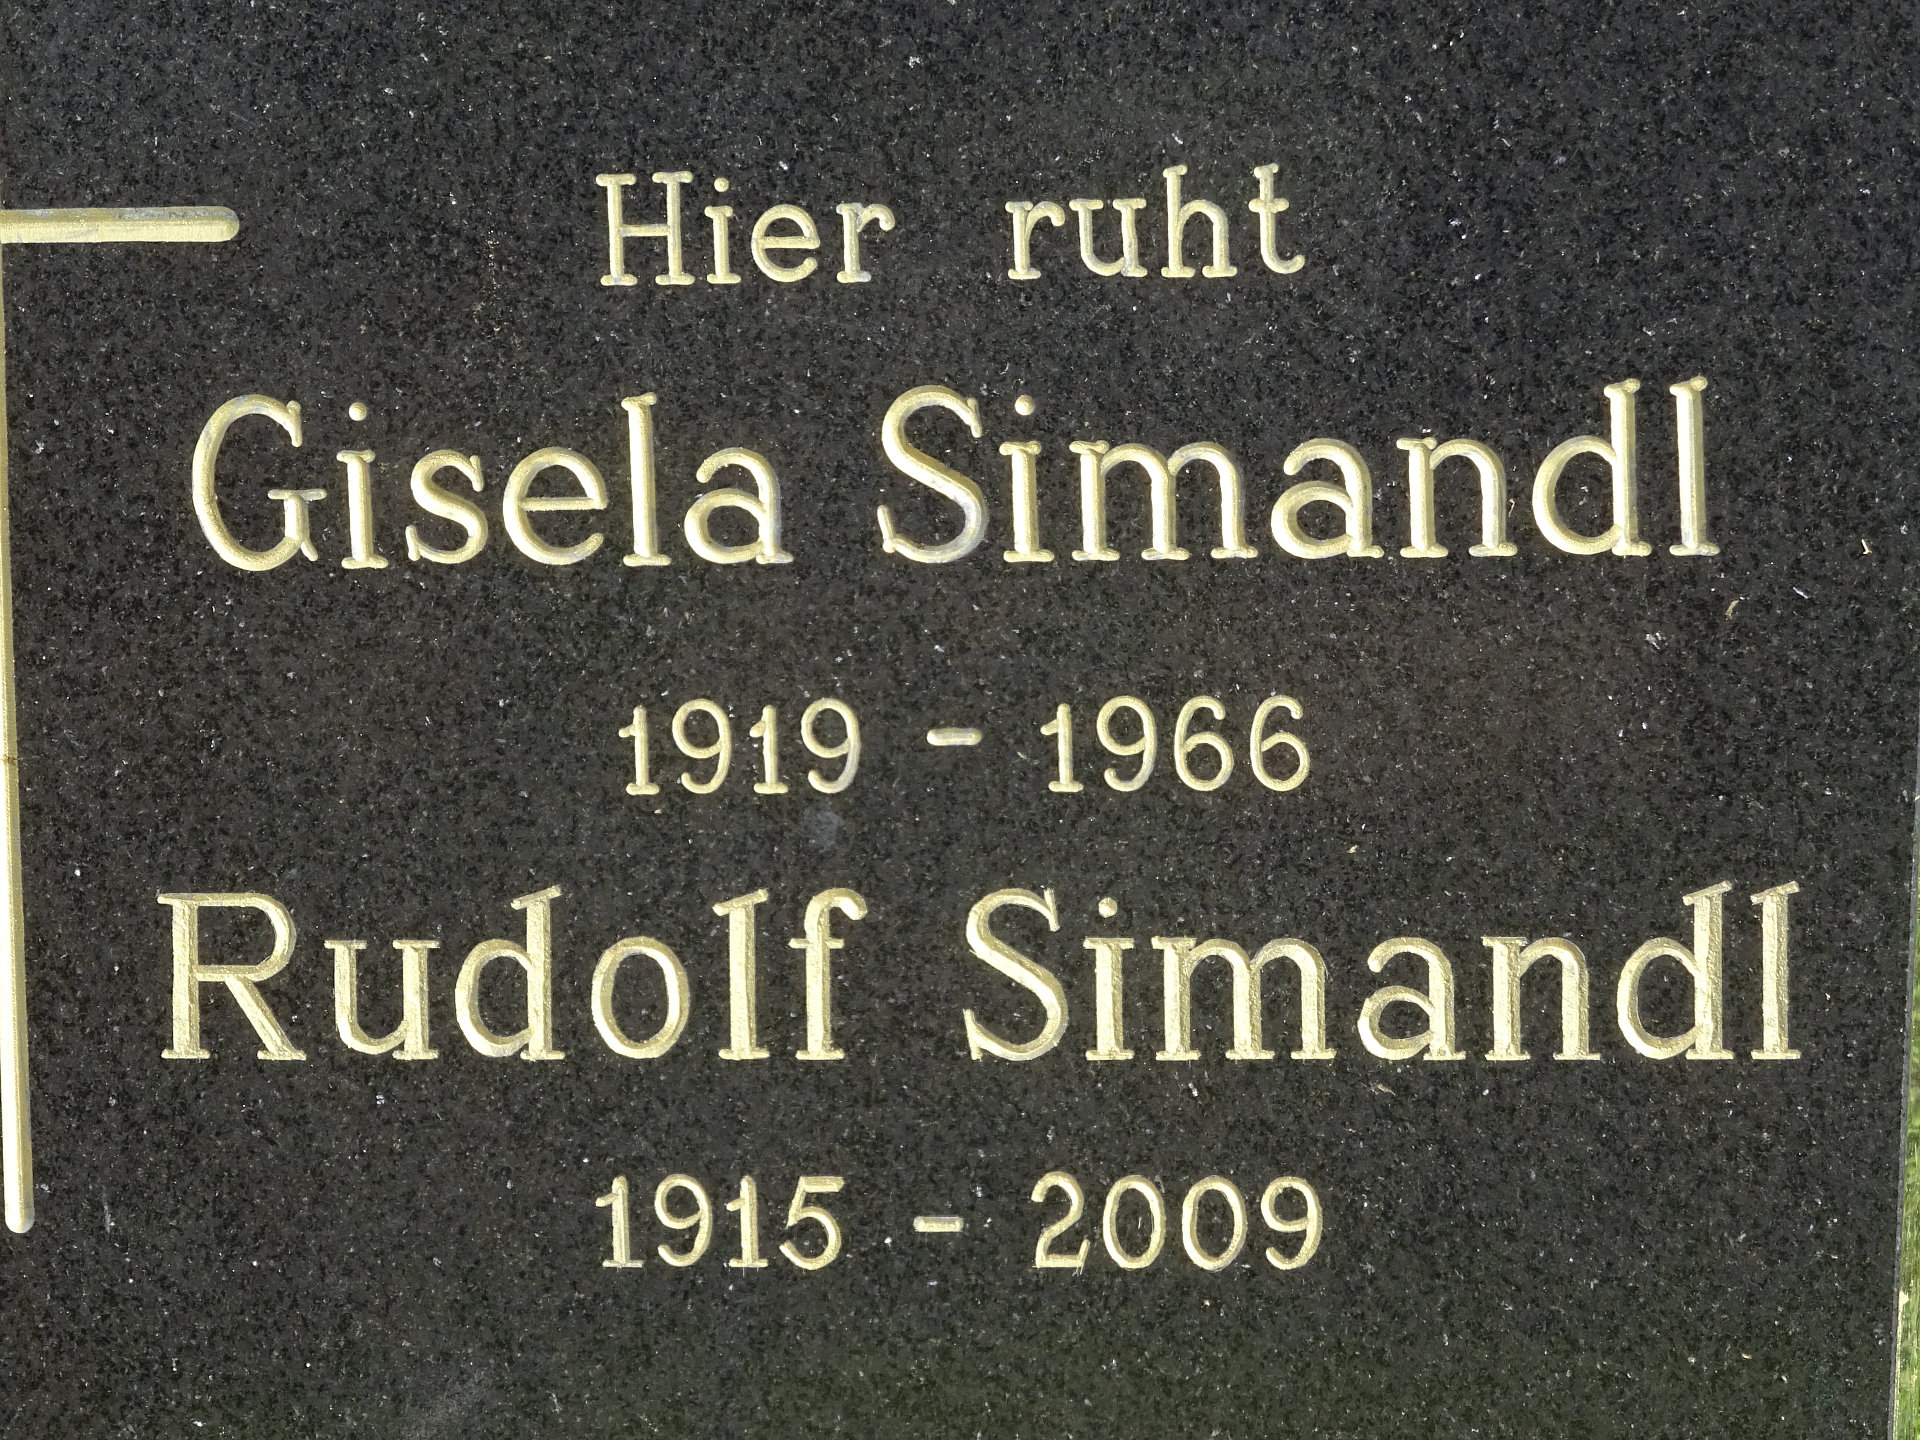 Hier ruht
Gisela Simandl
1919 - 1966
Rudolf Simandl
1915 - 2009